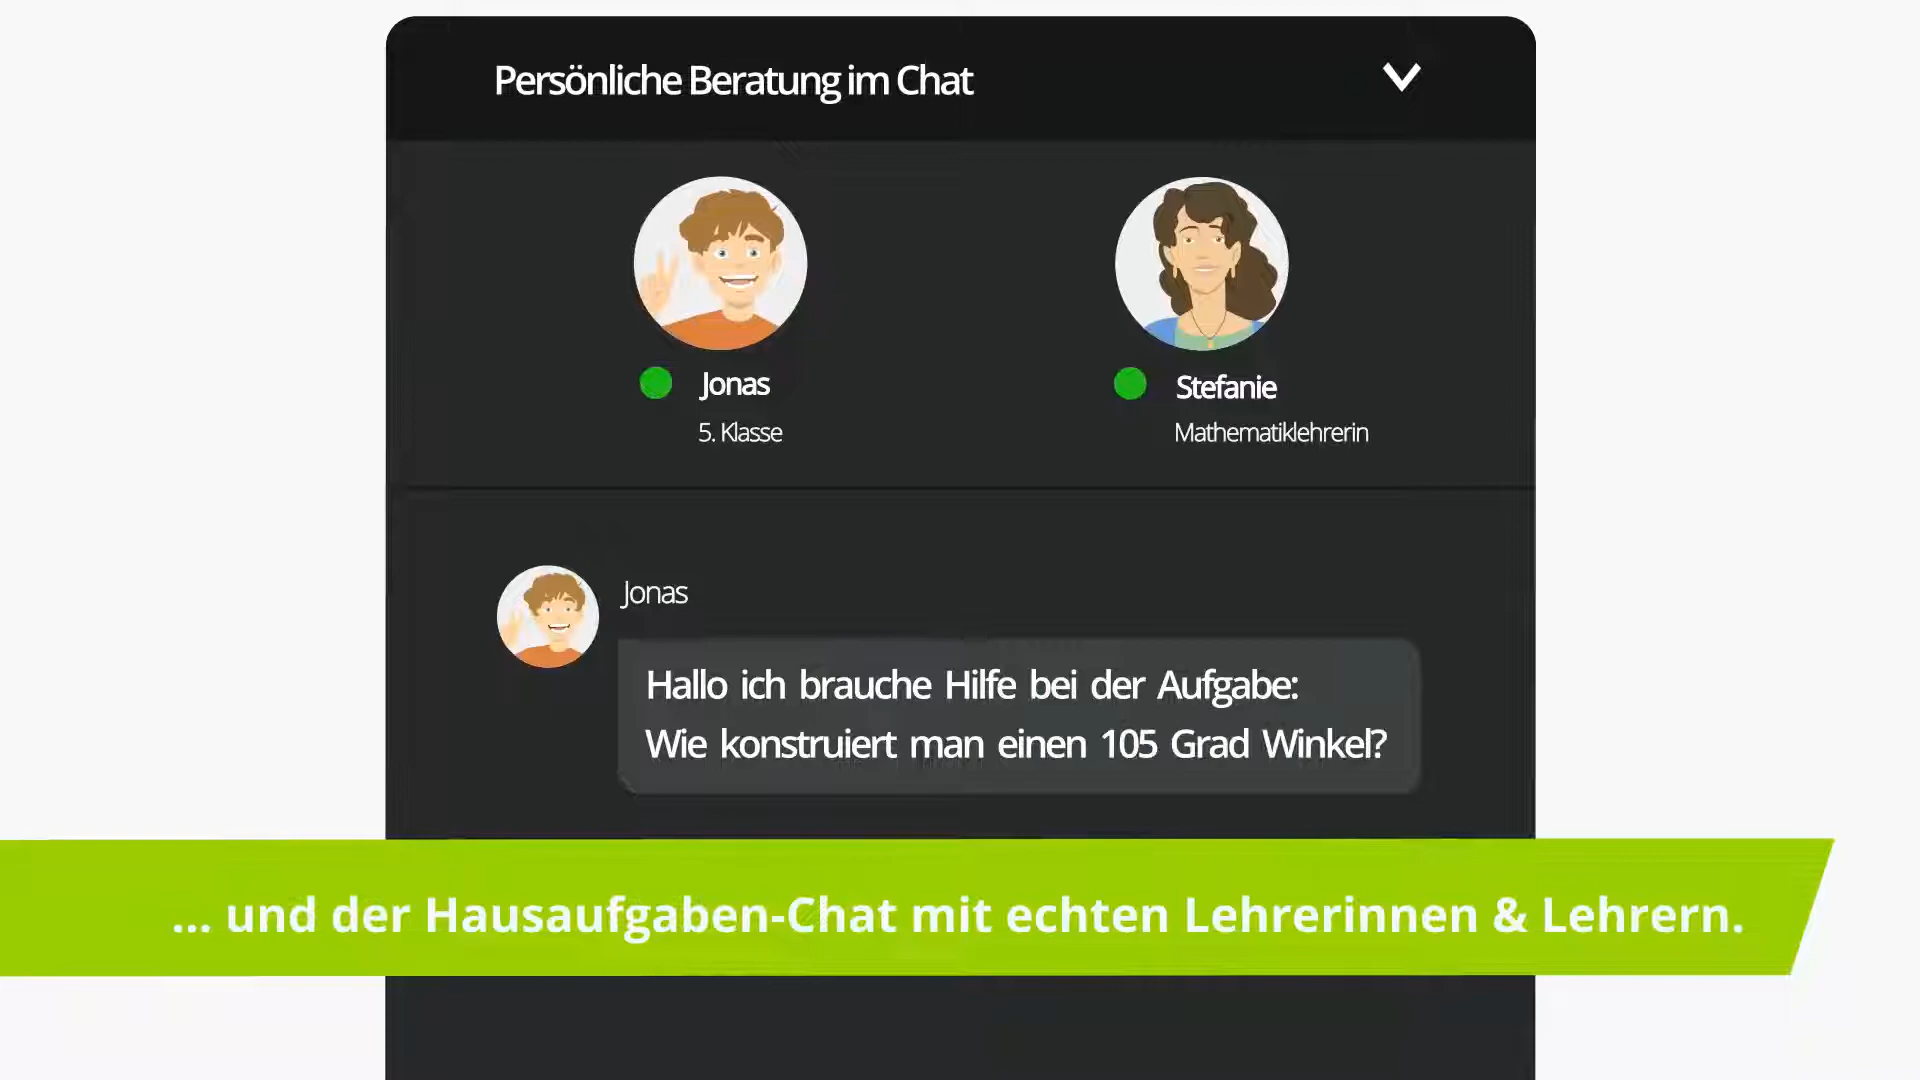 Persönliche Beratung im Chat
Jonas
5. Klasse
Stefanie
Mathematiklehrerin
Jonas
Hallo ich brauche Hilfe bei der Aufgabe:
Wie konstruiert man einen 105 Grad Winkel?
... und der Hausaufgaben-Chat mit echten Lehrerinnen & Lehrern.